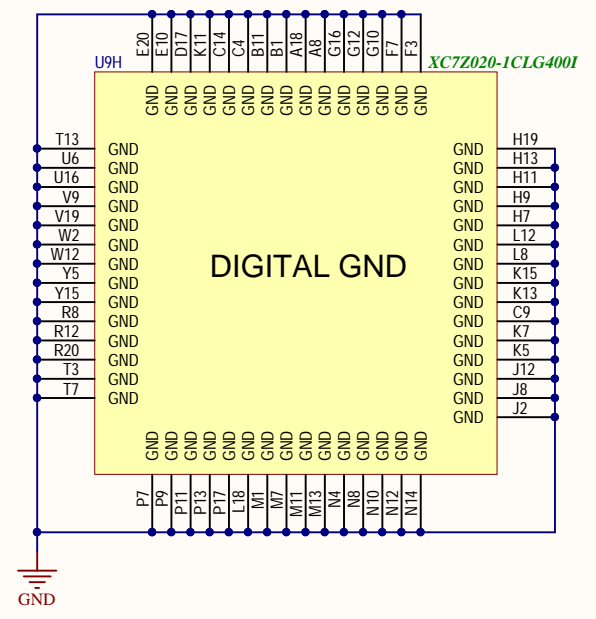 E20 E10 D17 K11 C14 C4 B11 B1 A18 A8 G16 G12 G10 F7 F3
U9H XC7Z020-1CLG400I
GND GND GND GND GND GND GND GND GND GND GND GND GND GND GND
T13 GND GND H19
U6 GND GND H13
U16 GND GND H11
V9 GND GND H9
V19 GND GND H7
W2 GND GND L12
W12 GND GND L8
DIGITAL GND
Y5 GND GND K15
Y15 GND GND K13
R8 GND GND C9
R12 GND GND K7
R20 GND GND K5
T3 GND GND J12
T7 GND GND J8
GND J2
GND GND GND GND GND GND GND GND GND GND GND GND GND GND GND
P7 P9 P11 P13 P17 L18 M1 M7 M11 M13 N4 N8 N10 N12 N14
GND